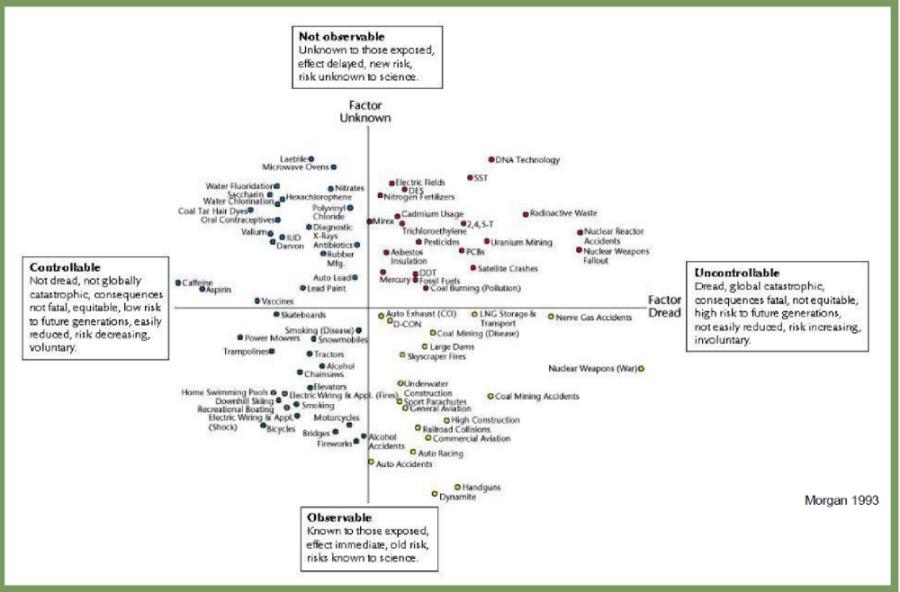 Not observable
Unknown to those exposed,
effect delayed, new risk,
risk unknown to science.
Factor
Unknown
Laetrile
Microwave Ovens
Water Fluoridation
Saccharin
Water Chlorination
Hexachlorophene
Coal Tar Hair Dyes
Oral Contraceptives
Valium
IUD
Darvon
Nitrates
Polyvinyl
Chloride
Diagnostic
X-Rays
Antibiotics
Rubber
Mfg.
Auto Lead
Lead Paint
Caffeine
Aspirin
Vaccines
DNA Technology
SST
Electric Fields
DES
Nitrogen Fertilizers
Mirex
Cadmium Usage
Trichloroethylene
2,4,5-T
Radioactive Waste
Pesticides
Uranium Mining
Nuclear Reactor
Accidents
Asbestos
Insulation
PCBs
Nuclear Weapons
Fallout
Satellite Crashes
Mercury
DDT
Fossil Fuels
Coal Burning (Pollution)
Controllable
Not dread, not globally
catastrophic, consequences
not fatal, equitable, low risk
to future generations, easily
reduced, risk decreasing,
voluntary.
Factor
Dread
Uncontrollable
Dread, global catastrophic,
consequences fatal, not equitable,
high risk to future generations,
not easily reduced, risk increasing,
involuntary.
Skateboards
Smoking (Disease)
Power Mowers
Snowmobiles
Trampolines
Tractors
Alcohol
Chainsaws
Elevators
Home Swimming Pools
Electric Wiring & Appl. (Fires)
Downhill Skiing
Smoking
Recreational Boating
Electric Wiring & Appl.
(Shock)
Motorcycles
Bicycles
Bridges
Fireworks
Alcohol
Accidents
Auto Exhaust (CO)
D-CON
LNG Storage &
Transport
Nerve Gas Accidents
Coal Mining (Disease)
Large Dams
Skyscraper Fires
Nuclear Weapons (War)
Underwater
Construction
Sport Parachutes
General Aviation
Coal Mining Accidents
High Construction
Railroad Collisions
Commercial Aviation
Auto Racing
Auto Accidents
Handguns
Dynamite
Morgan 1993
Observable
Known to those exposed,
effect immediate, old risk,
risks known to science.